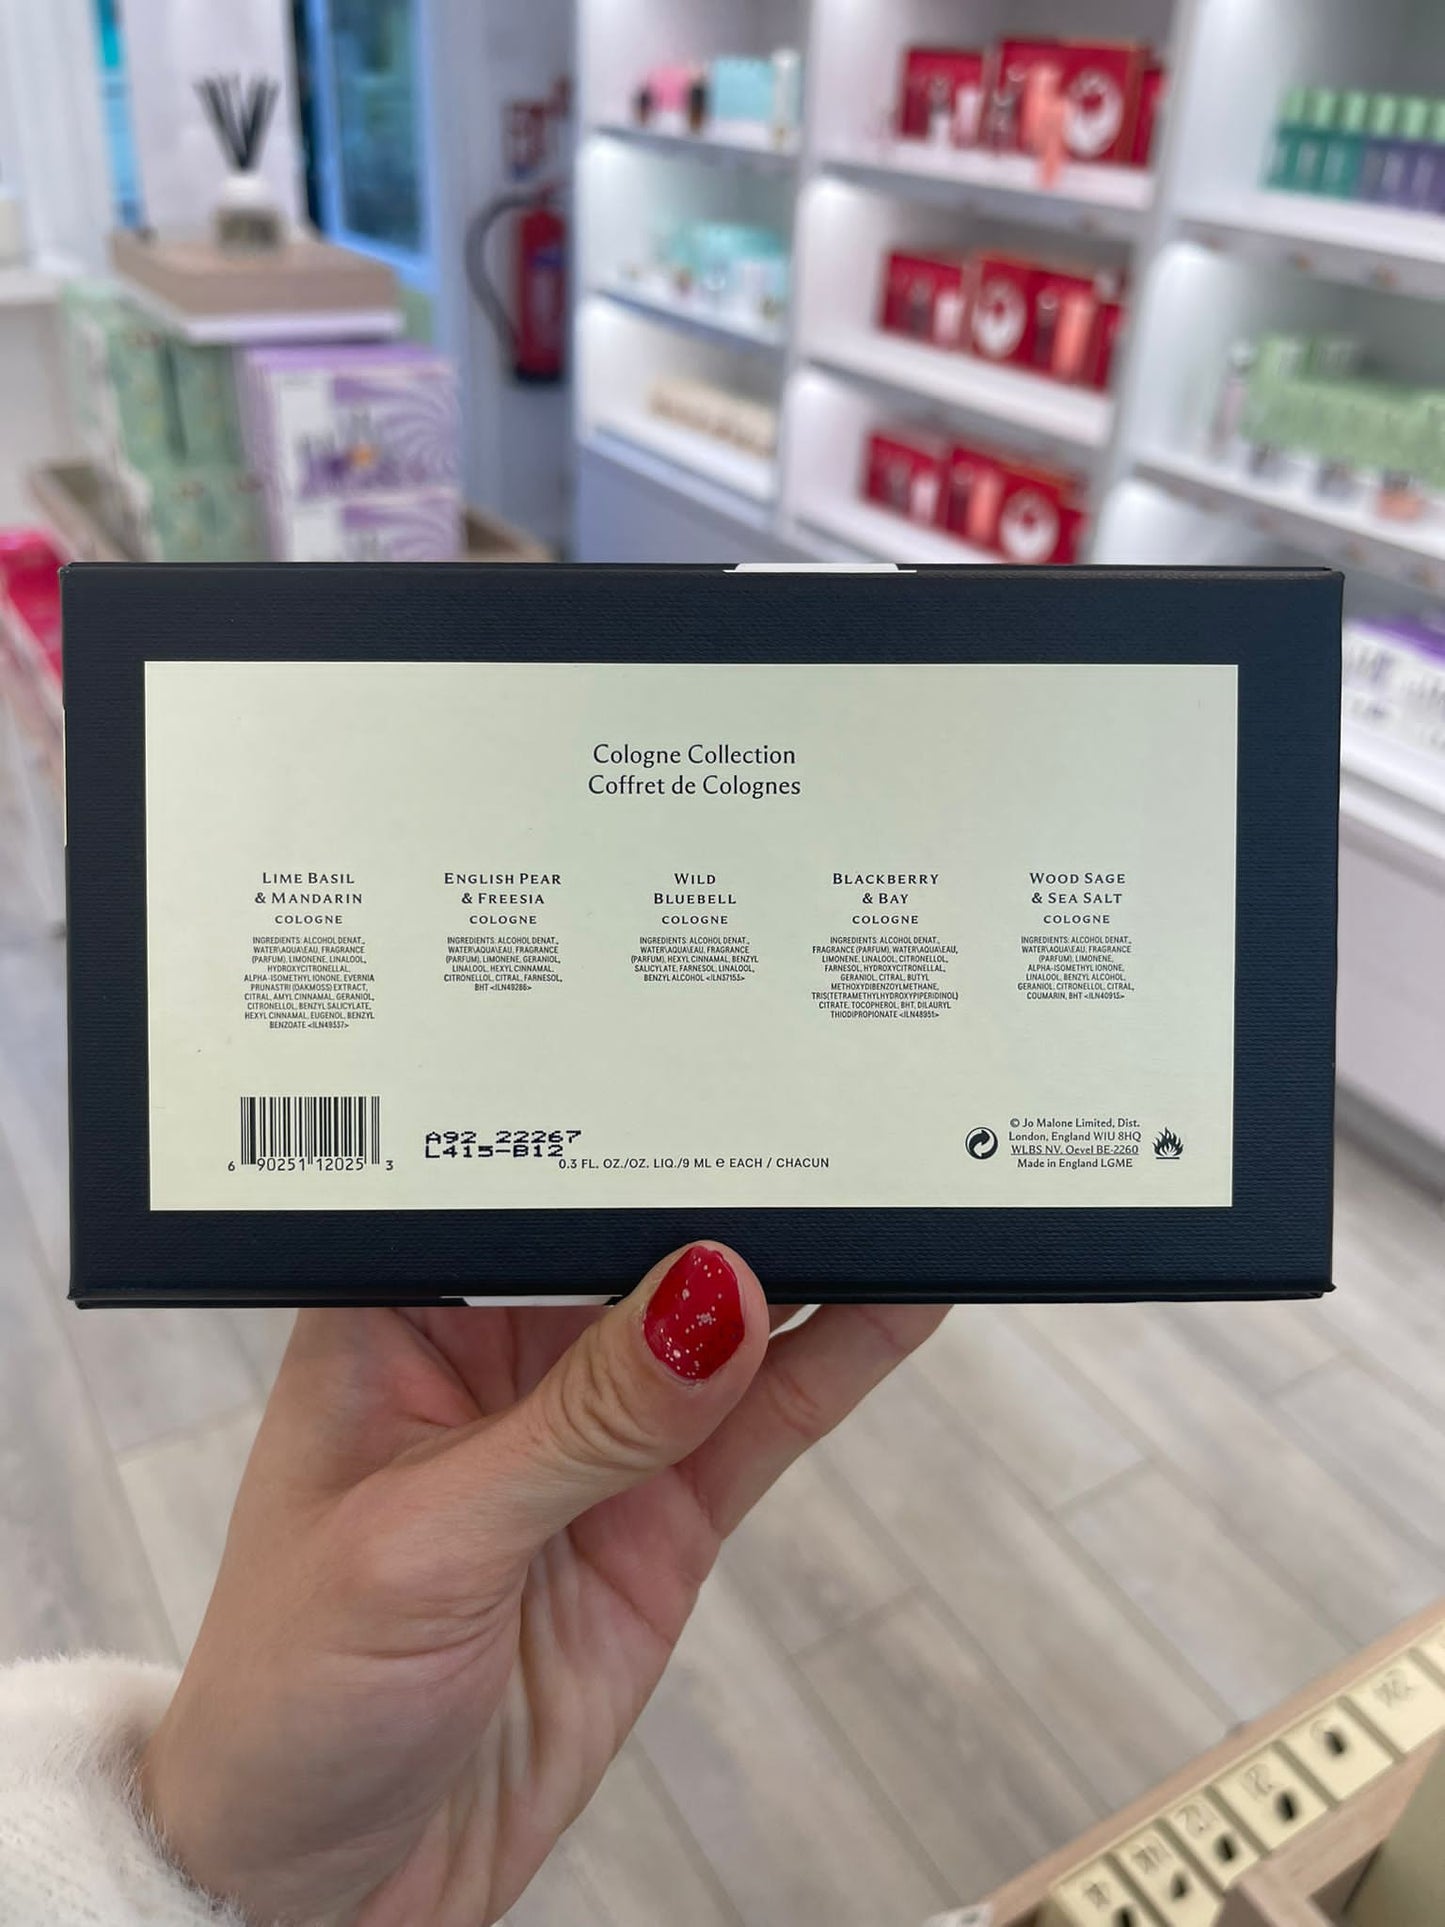 Cologne Collection
Coffret de Colognes
LIME BASIL
& MANDARIN
COLOGNE
INGREDIENTS: ALCOHOL DENAT.,
WATER\AQUA\EAU, FRAGRANCE
(PARFUM), LIMONENE, LINALOOL,
HYDROXYCITRONELLAL,
ALPHA-ISOMETHYL IONONE, EVERNIA
PRUNASTRI (OAKMOSS) EXTRACT,
CITRAL, AMYL CINNAMAL, GERANIOL,
CITRONELLOL, BENZYL SALICYLATE,
HEXYL CINNAMAL, EUGENOL, BENZYL
BENZOATE <ILN49337>
ENGLISH PEAR
& FREESIA
COLOGNE
INGREDIENTS: ALCOHOL DENAT.,
WATER\AQUA\EAU, FRAGRANCE
(PARFUM), LIMONENE, GERANIOL,
LINALOOL, HEXYL CINNAMAL,
CITRONELLOL, CITRAL, FARNESOL,
BHT <ILN49286>
WILD
BLUEBELL
COLOGNE
INGREDIENTS: ALCOHOL DENAT.,
WATER\AQUA\EAU, FRAGRANCE
(PARFUM), HEXYL CINNAMAL, BENZYL
SALICYLATE, FARNESOL, LINALOOL,
BENZYL ALCOHOL <ILN37153>
BLACKBERRY
& BAY
COLOGNE
INGREDIENTS: ALCOHOL DENAT.,
FRAGRANCE (PARFUM), WATER\AQUA\EAU,
LIMONENE, LINALOOL, CITRONELLOL,
FARNESOL, HYDROXYCITRONELLAL,
GERANIOL, CITRAL, BUTYL
METHOXYDIBENZOYLMETHANE,
TRIS(TETRAMETHYLHYDROXYPIPERIDINOL)
CITRATE, TOCOPHEROL, BHT, DILAURYL
THIODIPROPIONATE <ILN48951>
WOOD SAGE
& SEA SALT
COLOGNE
INGREDIENTS: ALCOHOL DENAT.,
WATER\AQUA\EAU, FRAGRANCE
(PARFUM), LIMONENE,
ALPHA-ISOMETHYL IONONE,
LINALOOL, BENZYL ALCOHOL,
GERANIOL, CITRONELLOL, CITRAL,
COUMARIN, BHT <ILN40915>
6 90251 12025 3
A92 22267
L415-B12
0.3 FL. OZ./OZ. LIQ./9 ML e EACH / CHACUN
© Jo Malone Limited, Dist.
London, England W1U 8HQ
WLBS NV. Oevel BE-2260
Made in England LGME